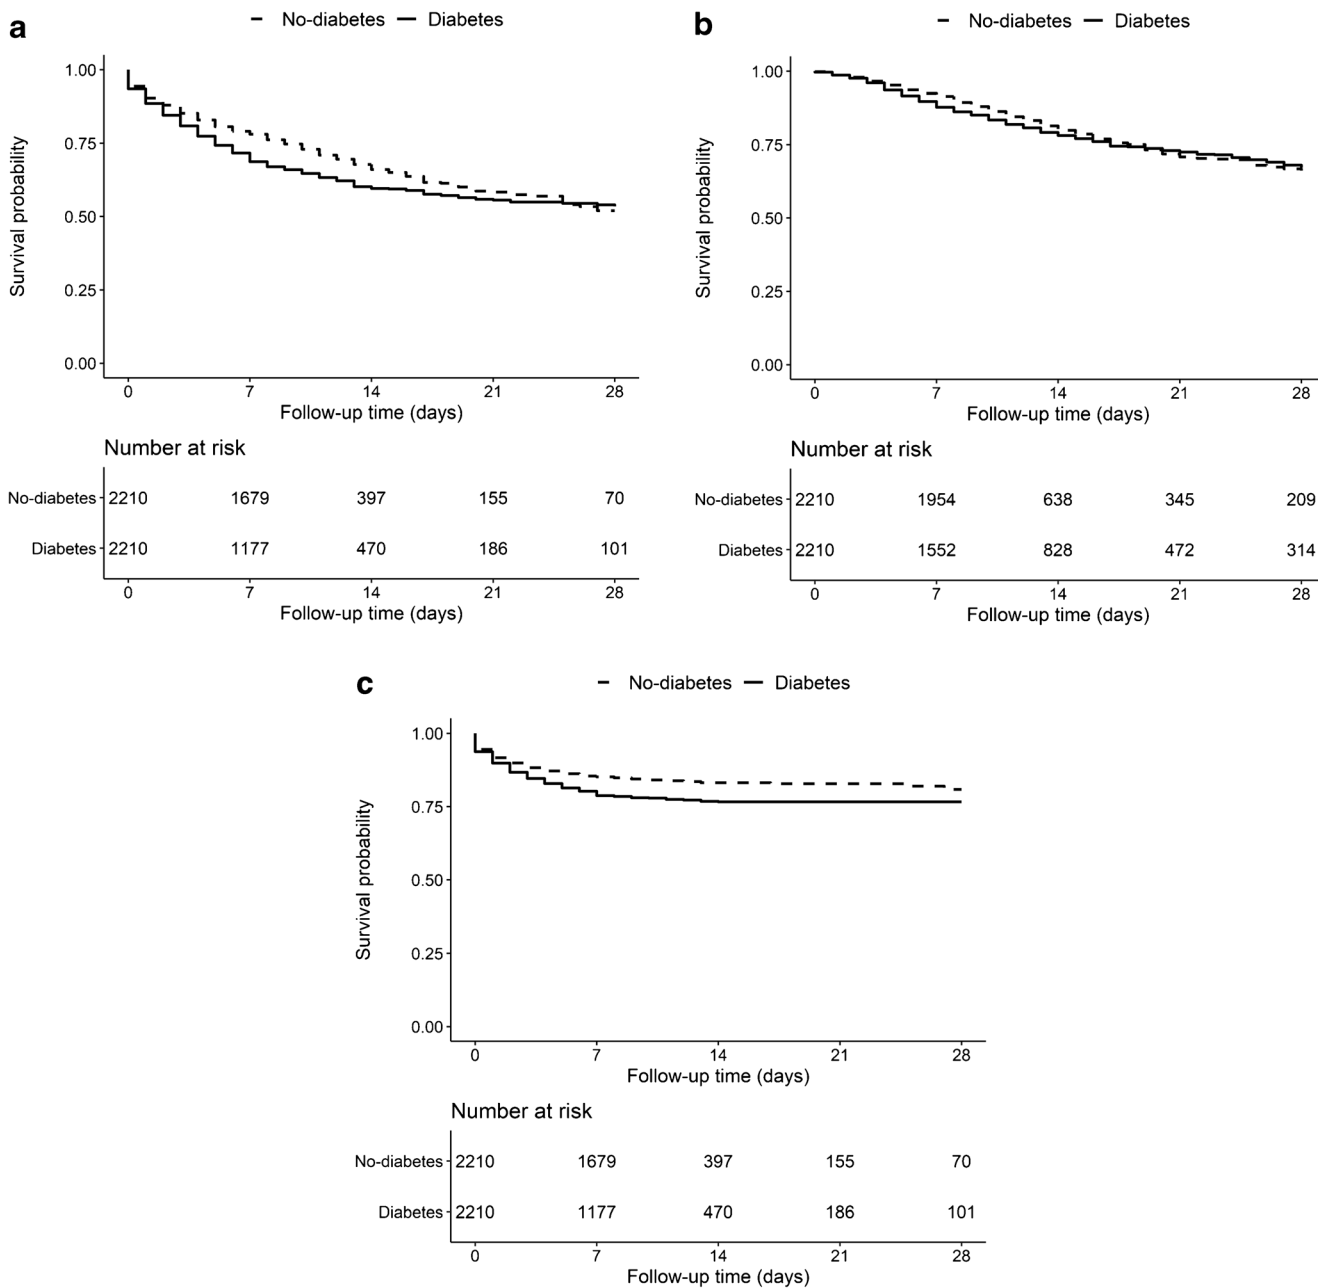 a
No-diabetes Diabetes
1.00
0.75
0.50
0.25
0.00
Survival probability
0 7 14 21 28
Follow-up time (days)
Number at risk
No-diabetes 2210 1679 397 155 70
Diabetes 2210 1177 470 186 101
0 7 14 21 28
Follow-up time (days)
b
No-diabetes Diabetes
1.00
0.75
0.50
0.25
0.00
Survival probability
0 7 14 21 28
Follow-up time (days)
Number at risk
No-diabetes 2210 1954 638 345 209
Diabetes 2210 1552 828 472 314
0 7 14 21 28
Follow-up time (days)
c
No-diabetes Diabetes
1.00
0.75
0.50
0.25
0.00
Survival probability
0 7 14 21 28
Follow-up time (days)
Number at risk
No-diabetes 2210 1679 397 155 70
Diabetes 2210 1177 470 186 101
0 7 14 21 28
Follow-up time (days)